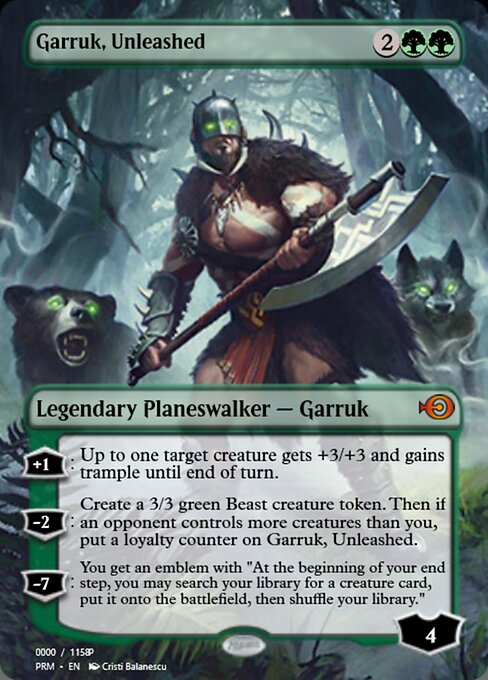 Garruk, Unleashed
2
Legendary Planeswalker — Garruk
+1: Up to one target creature gets +3/+3 and gains
trample until end of turn.
Create a 3/3 green Beast creature token. Then if
−2: an opponent controls more creatures than you,
put a loyalty counter on Garruk, Unleashed.
You get an emblem with "At the beginning of your end
−7: step, you may search your library for a creature card,
put it onto the battlefield, then shuffle your library."
4
0000 / 1158P
PRM • EN Cristi Balanescu